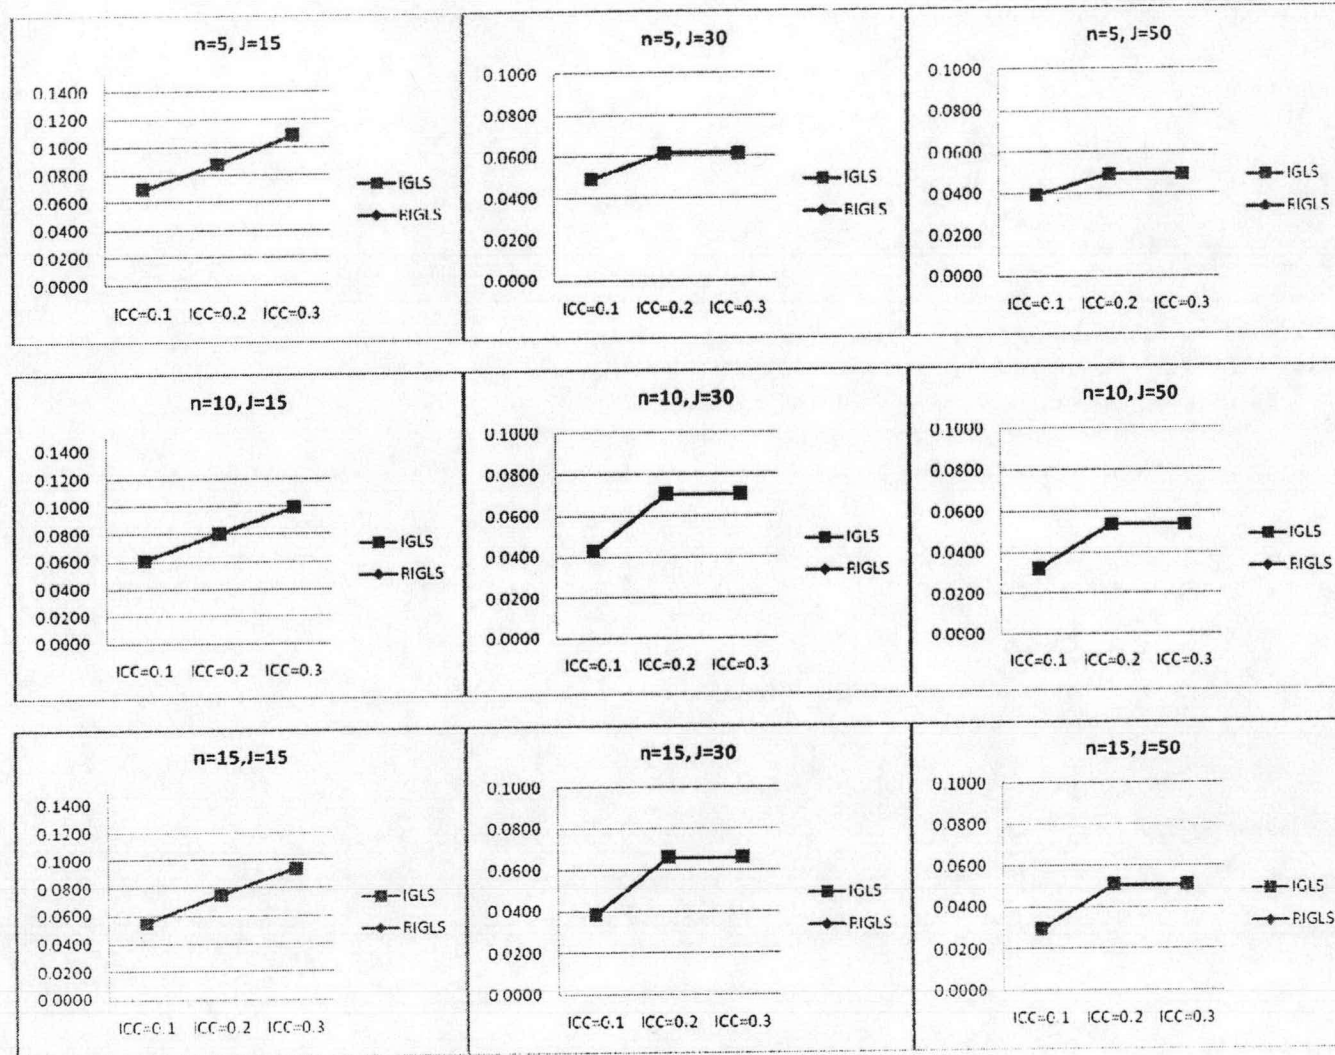 n=5, J=15
0.1400
0.1200
0.1000
0.0800
0.0600
0.0400
0.0200
0.0000
ICC=0.1 ICC=0.2 ICC=0.3
IGLS
RIGLS
n=5, J=30
0.1000
0.0800
0.0600
0.0400
0.0200
0.0000
ICC=0.1 ICC=0.2 ICC=0.3
IGLS
RIGLS
n=5, J=50
0.1000
0.0800
0.0600
0.0400
0.0200
0.0000
ICC=0.1 ICC=0.2 ICC=0.3
IGLS
RIGLS
n=10, J=15
0.1400
0.1200
0.1000
0.0800
0.0600
0.0400
0.0200
0.0000
ICC=0.1 ICC=0.2 ICC=0.3
IGLS
RIGLS
n=10, J=30
0.1000
0.0800
0.0600
0.0400
0.0200
0.0000
ICC=0.1 ICC=0.2 ICC=0.3
IGLS
RIGLS
n=10, J=50
0.1000
0.0800
0.0600
0.0400
0.0200
0.0000
ICC=0.1 ICC=0.2 ICC=0.3
IGLS
RIGLS
n=15, J=15
0.1400
0.1200
0.1000
0.0800
0.0600
0.0400
0.0200
0.0000
ICC=0.1 ICC=0.2 ICC=0.3
IGLS
RIGLS
n=15, J=30
0.1000
0.0800
0.0600
0.0400
0.0200
0.0000
ICC=0.1 ICC=0.2 ICC=0.3
IGLS
RIGLS
n=15, J=50
0.1000
0.0800
0.0600
0.0400
0.0200
0.0000
ICC=0.1 ICC=0.2 ICC=0.3
IGLS
RIGLS